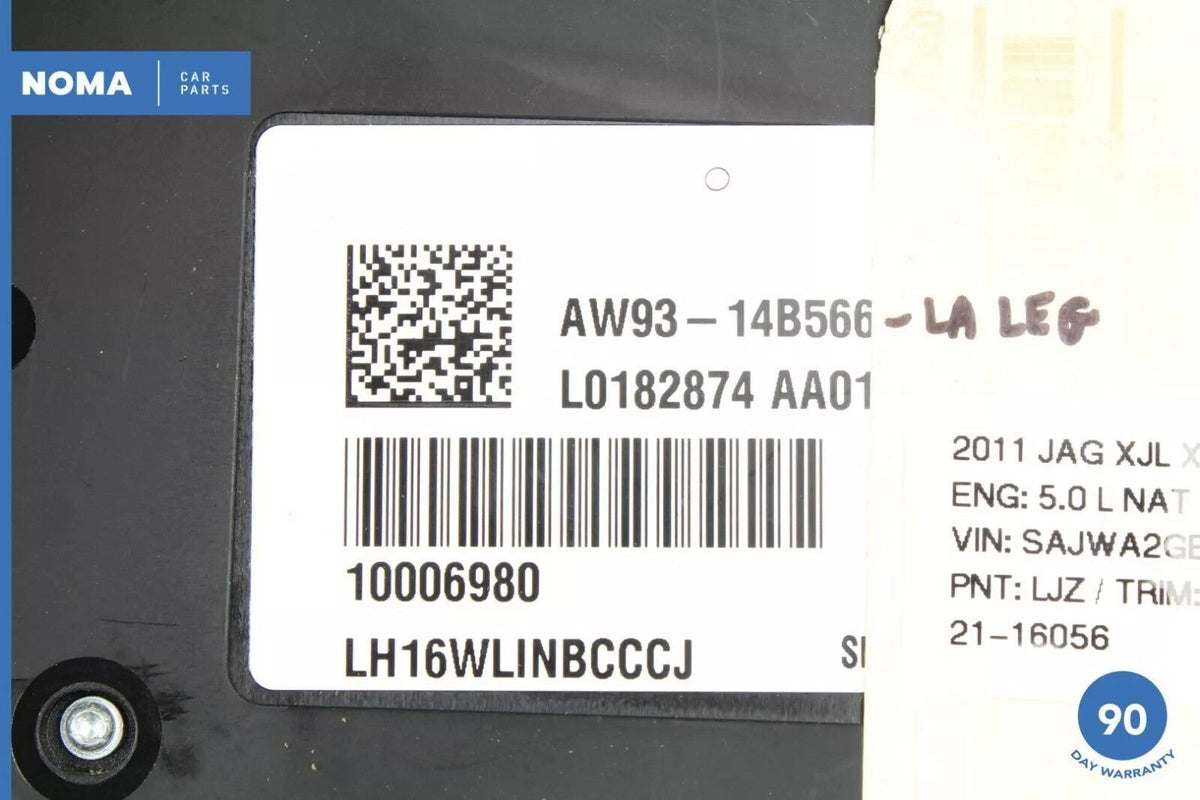 NOMA
CAR
PARTS
AW93-14B566
-LA LEG
L0182874 AA01
10006980
LH16WLINBCCCJ
2011 JAG XJL X
ENG: 5.0 L NAT
VIN: SAJWA2GE
PNT: LJZ / TRIM:
21-16056
90
DAY WARRANTY